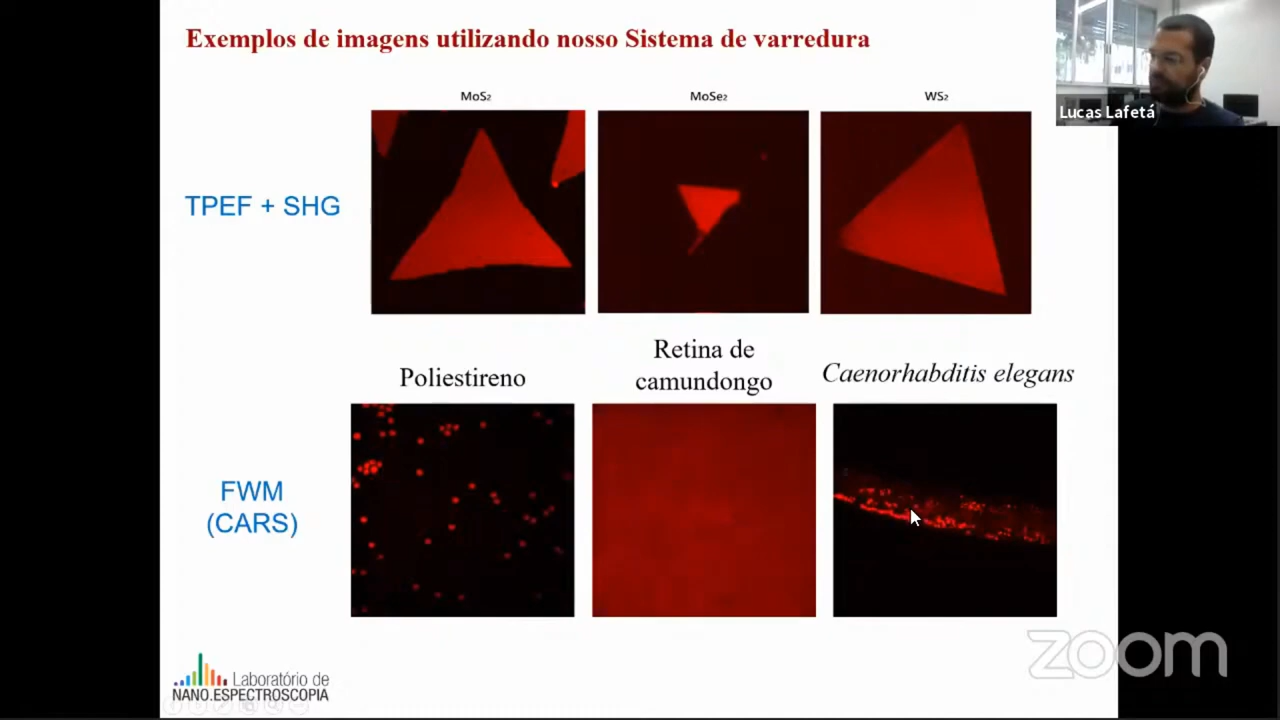 Exemplos de imagens utilizando nosso Sistema de varredura
Lucas Lafetá
MoS₂
MoSe₂
WS₂
TPEF + SHG
Poliestireno
Retina de
camundongo
Caenorhabditis elegans
FWM
(CARS)
Laboratório de
NANO.ESPECTROSCOPIA
zoom